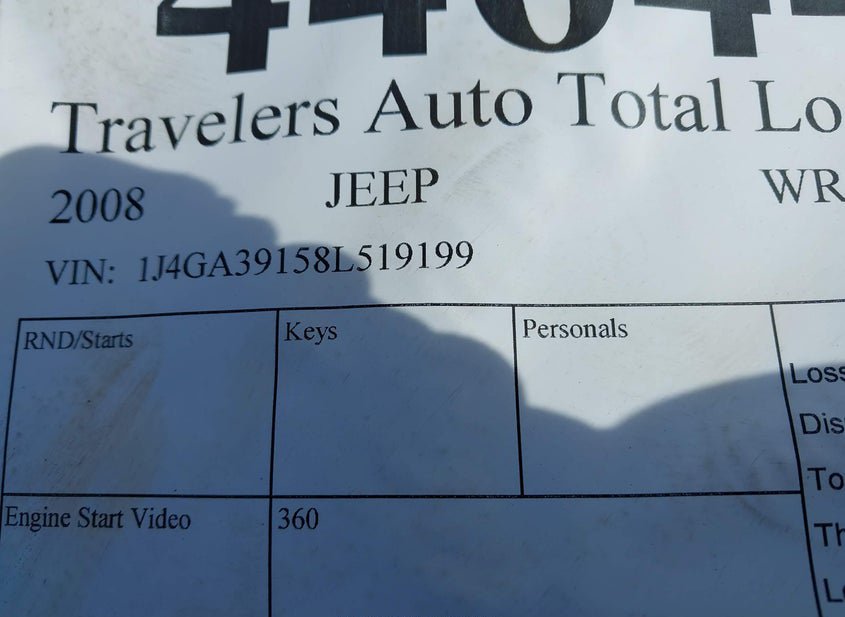 Travelers Auto Total Lo
2008 JEEP WR
VIN: 1J4GA39158L519199
RND/Starts Keys Personals
Loss
Dis
To
Engine Start Video 360
Th
L